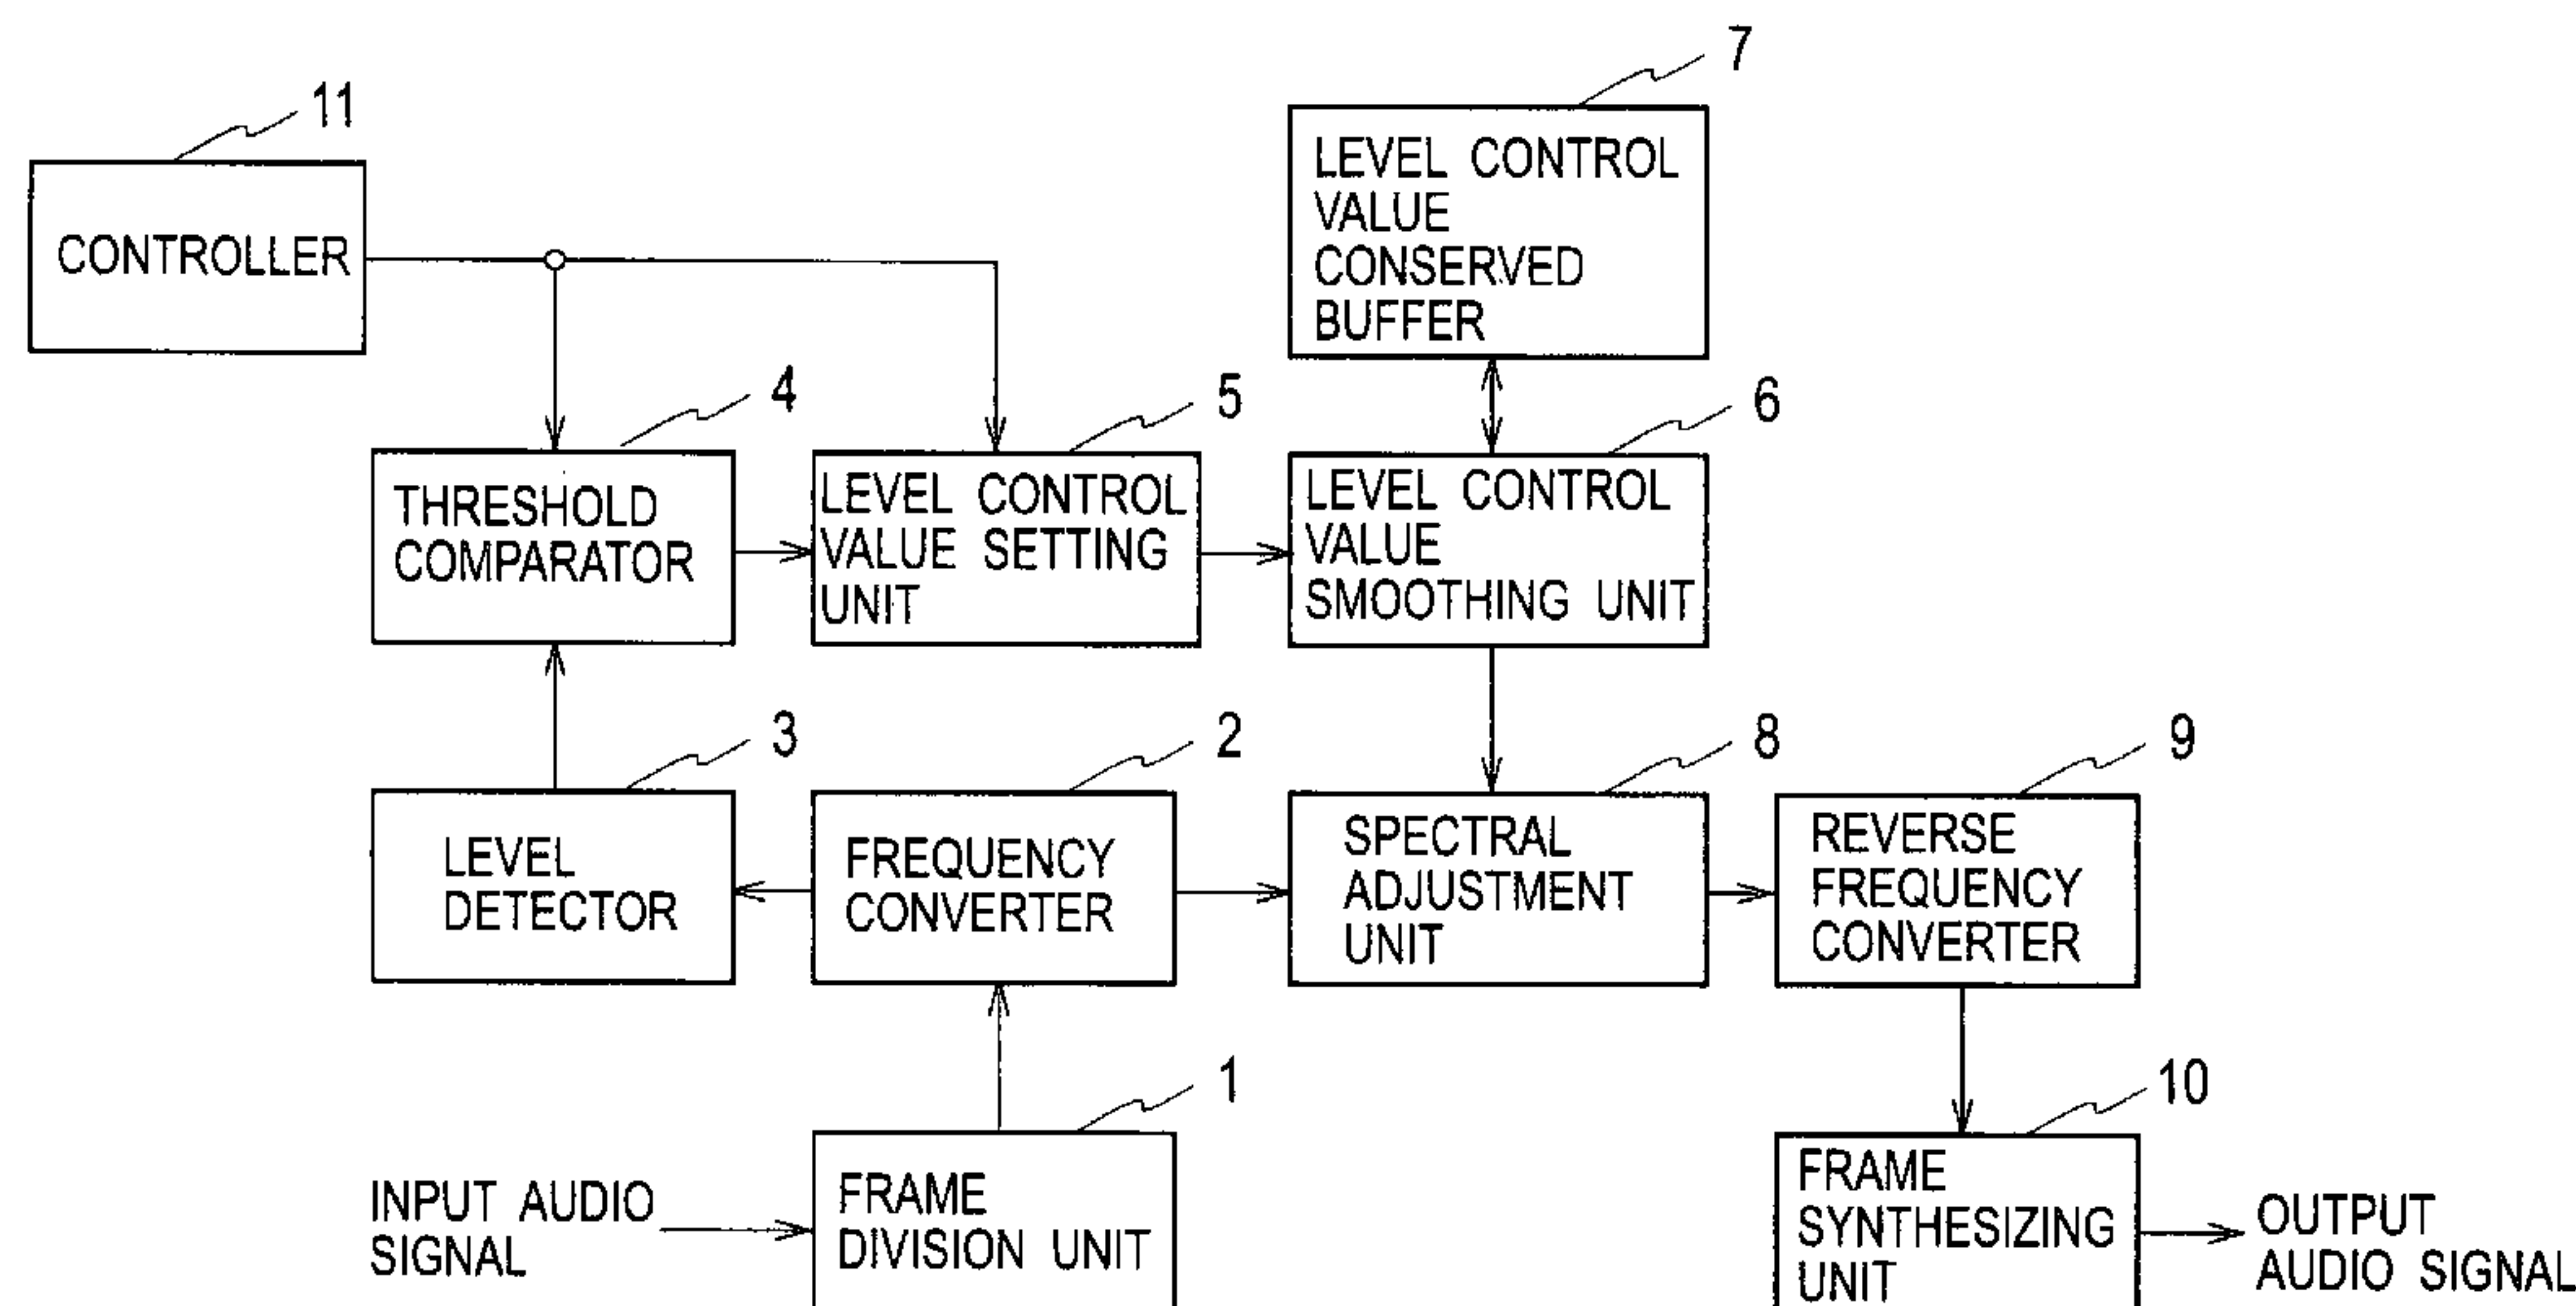 11
CONTROLLER
7
LEVEL CONTROL
VALUE
CONSERVED
BUFFER
4
THRESHOLD
COMPARATOR
5
LEVEL CONTROL
VALUE SETTING
UNIT
6
LEVEL CONTROL
VALUE
SMOOTHING UNIT
3
LEVEL
DETECTOR
2
FREQUENCY
CONVERTER
8
SPECTRAL
ADJUSTMENT
UNIT
9
REVERSE
FREQUENCY
CONVERTER
INPUT AUDIO
SIGNAL
1
FRAME
DIVISION UNIT
10
FRAME
SYNTHESIZING
UNIT
OUTPUT
AUDIO SIGNAL